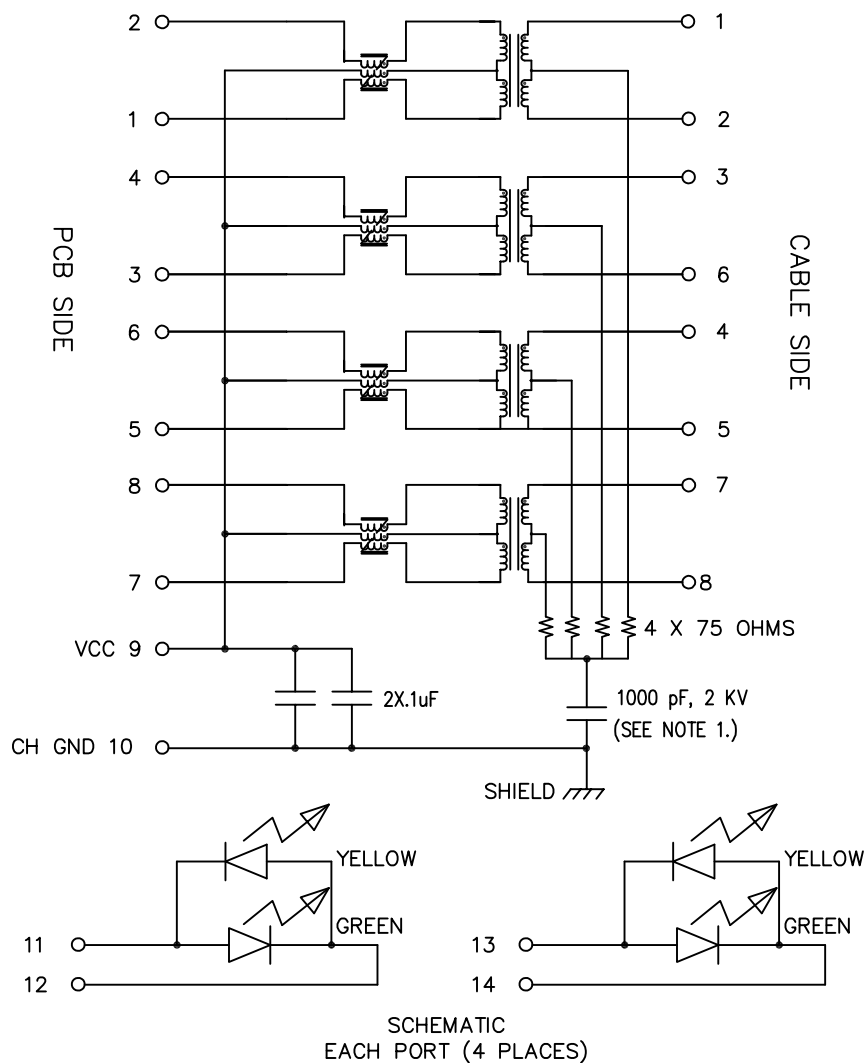 2 1
1 2
4 3
PCB SIDE
CABLE SIDE
3 6
6 4
5 5
8 7
7 8
4 X 75 OHMS
VCC 9
2X.1uF
1000 pF, 2 KV
(SEE NOTE 1.)
CH GND 10
SHIELD
YELLOW YELLOW
GREEN GREEN
11 13
12 14
SCHEMATIC
EACH PORT (4 PLACES)